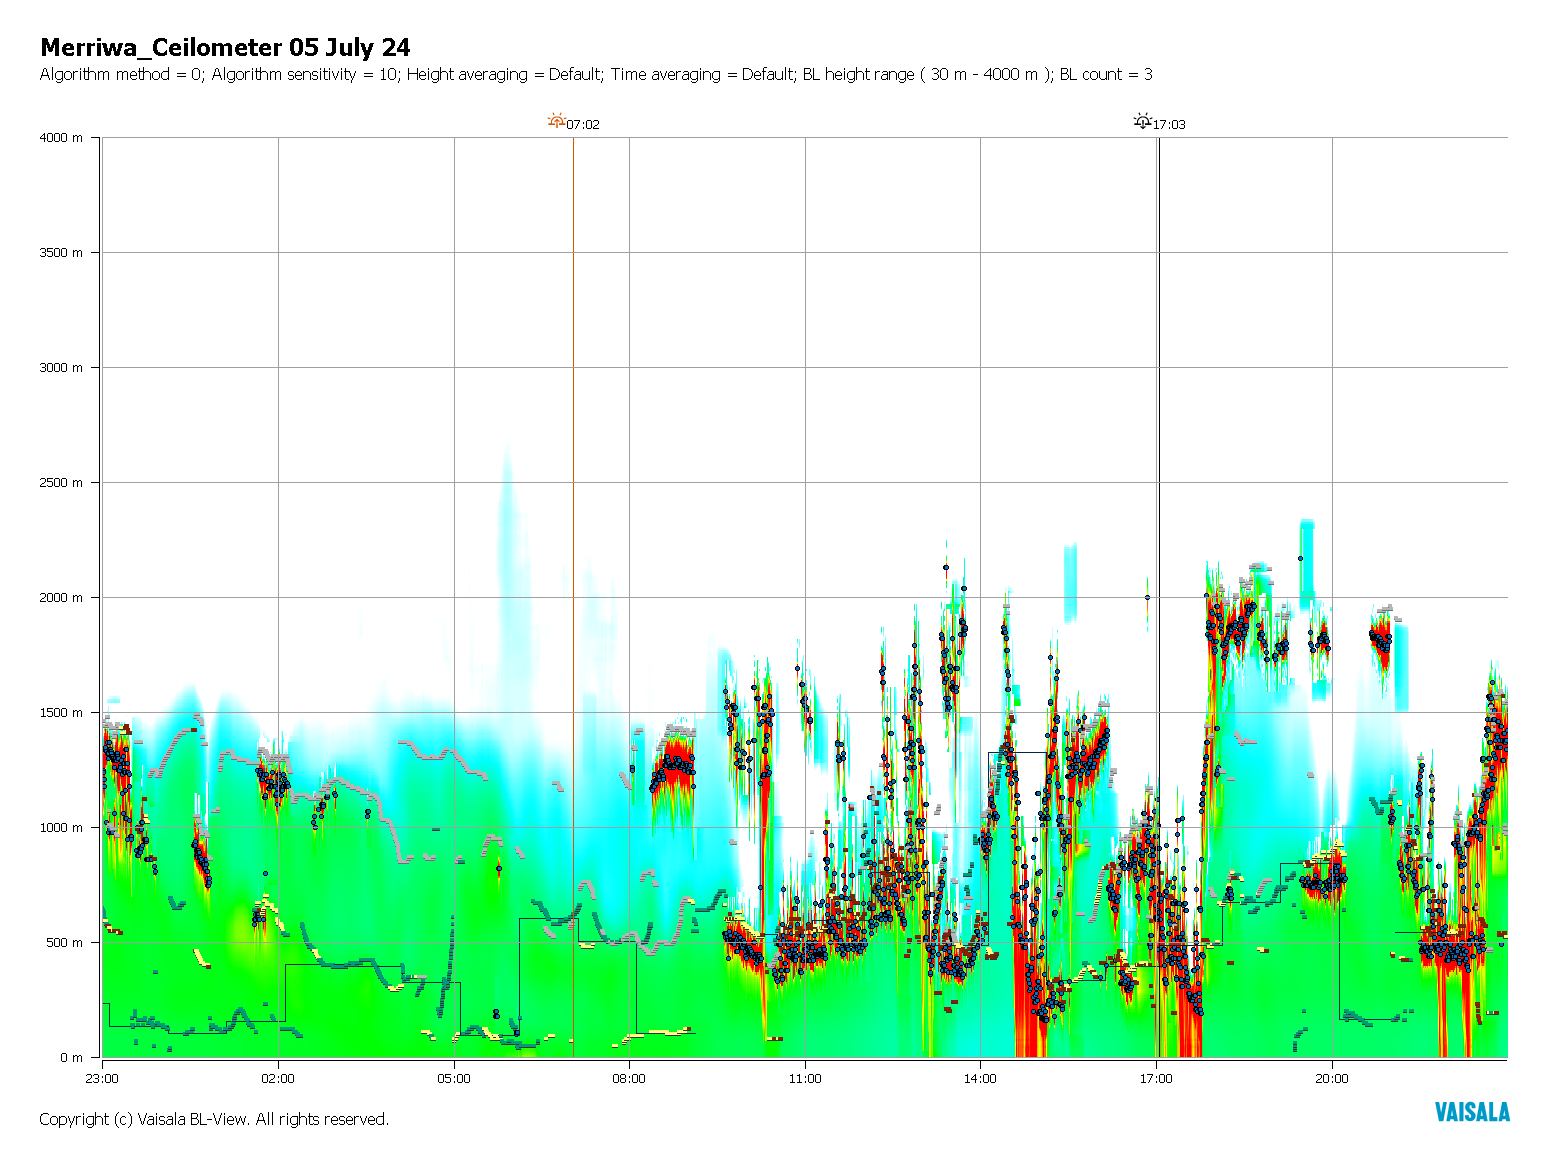 Merriwa_Ceilometer 05 July 24
Algorithm method = 0; Algorithm sensitivity = 10; Height averaging = Default; Time averaging = Default; BL height range ( 30 m - 4000 m ); BL count = 3
07:02
17:03
4000 m
3500 m
3000 m
2500 m
2000 m
1500 m
1000 m
500 m
0 m
23:00 02:00 05:00 08:00 11:00 14:00 17:00 20:00
Copyright (c) Vaisala BL-View. All rights reserved.
VAISALA